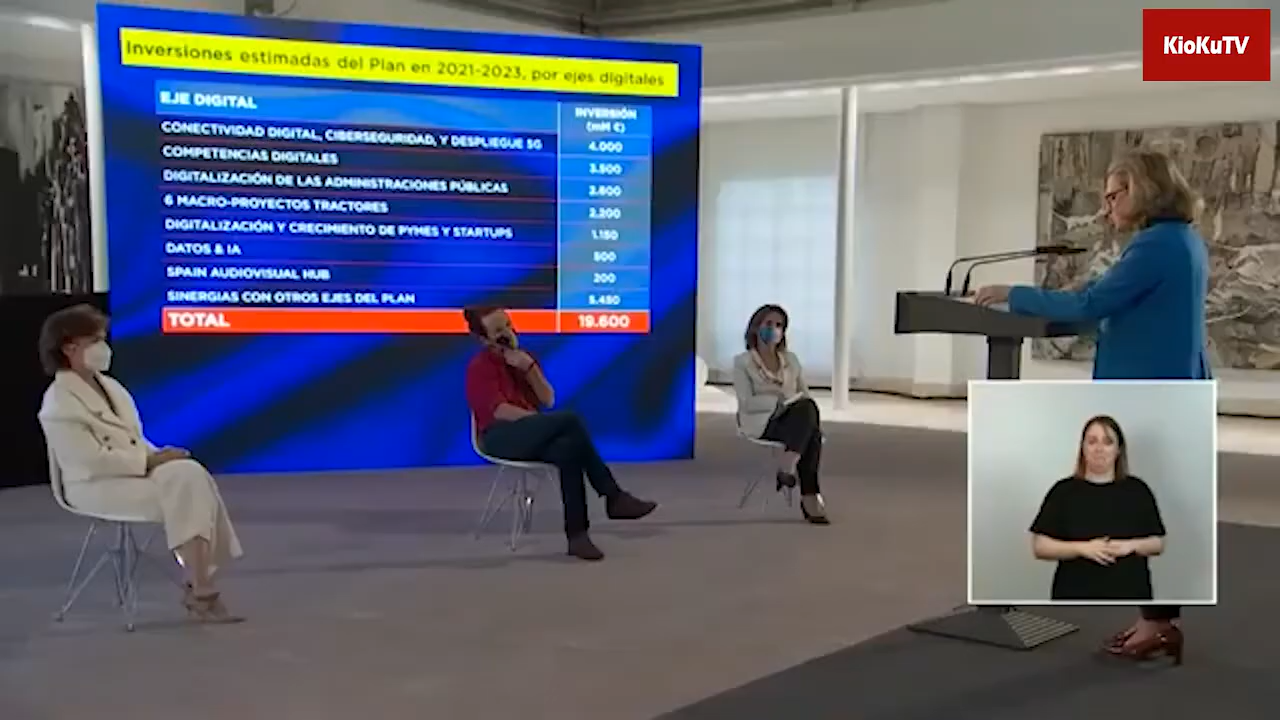 KioKuTV
Inversiones estimadas del Plan en 2021-2023, por ejes digitales
EJE DIGITAL INVERSIÓN (mM €)
CONECTIVIDAD DIGITAL, CIBERSEGURIDAD, Y DESPLIEGUE 5G 4.000
COMPETENCIAS DIGITALES 3.500
DIGITALIZACIÓN DE LAS ADMINISTRACIONES PÚBLICAS 2.600
6 MACRO-PROYECTOS TRACTORES 2.200
DIGITALIZACIÓN Y CRECIMIENTO DE PYMES Y STARTUPS 1.150
DATOS & IA 500
SPAIN AUDIOVISUAL HUB 200
SINERGIAS CON OTROS EJES DEL PLAN 5.450
TOTAL 19.600